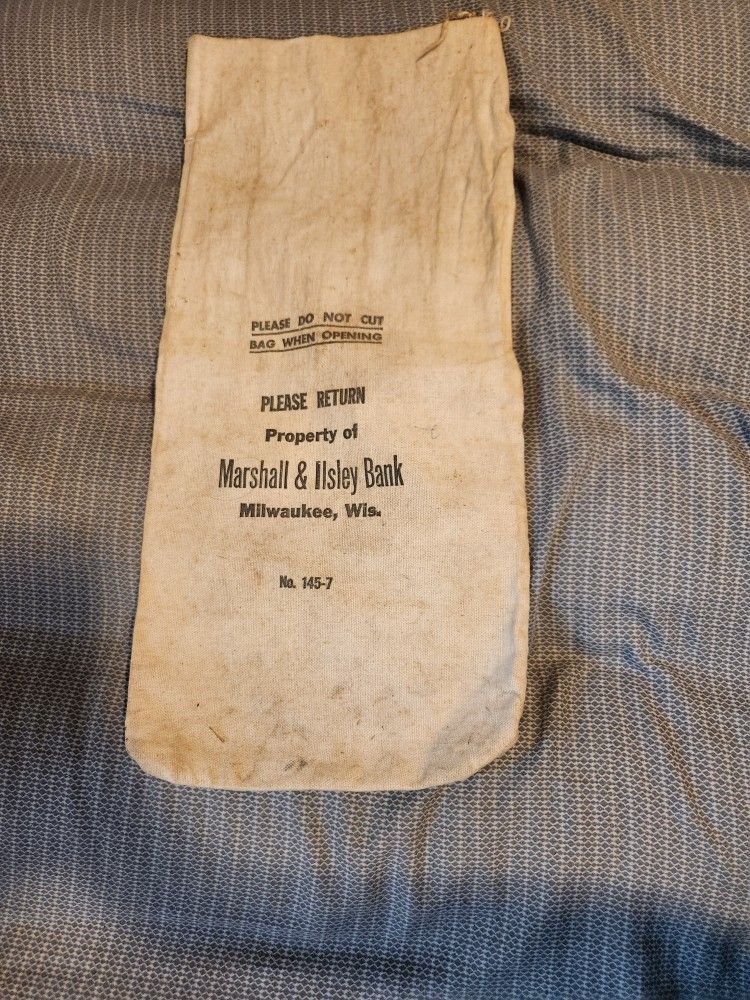 PLEASE DO NOT CUT
BAG WHEN OPENING
PLEASE RETURN
Property of
Marshall & Ilsley Bank
Milwaukee, Wis.
No. 145-7